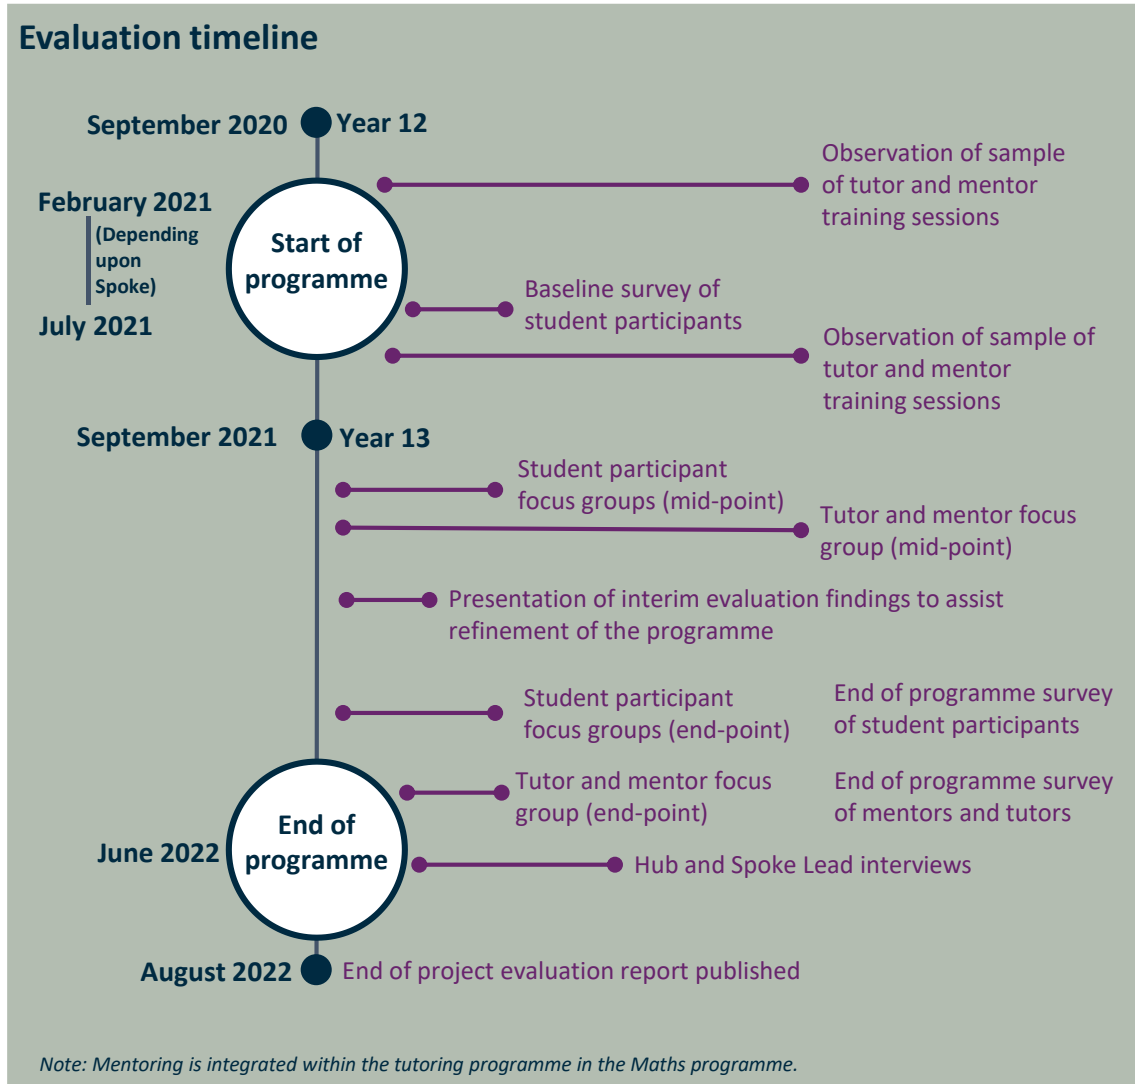 Evaluation timeline
September 2020
Year 12
Observation of sample
of tutor and mentor
training sessions
February 2021
(Depending
upon
Spoke)
July 2021
Start of
programme
Baseline survey of
student participants
Observation of sample of
tutor and mentor
training sessions
September 2021
Year 13
Student participant
focus groups (mid-point)
Tutor and mentor focus
group (mid-point)
Presentation of interim evaluation findings to assist
refinement of the programme
Student participant
focus groups (end-point)
End of programme survey
of student participants
Tutor and mentor focus
group (end-point)
End of programme survey
of mentors and tutors
End of
programme
June 2022
Hub and Spoke Lead interviews
August 2022
End of project evaluation report published
Note: Mentoring is integrated within the tutoring programme in the Maths programme.